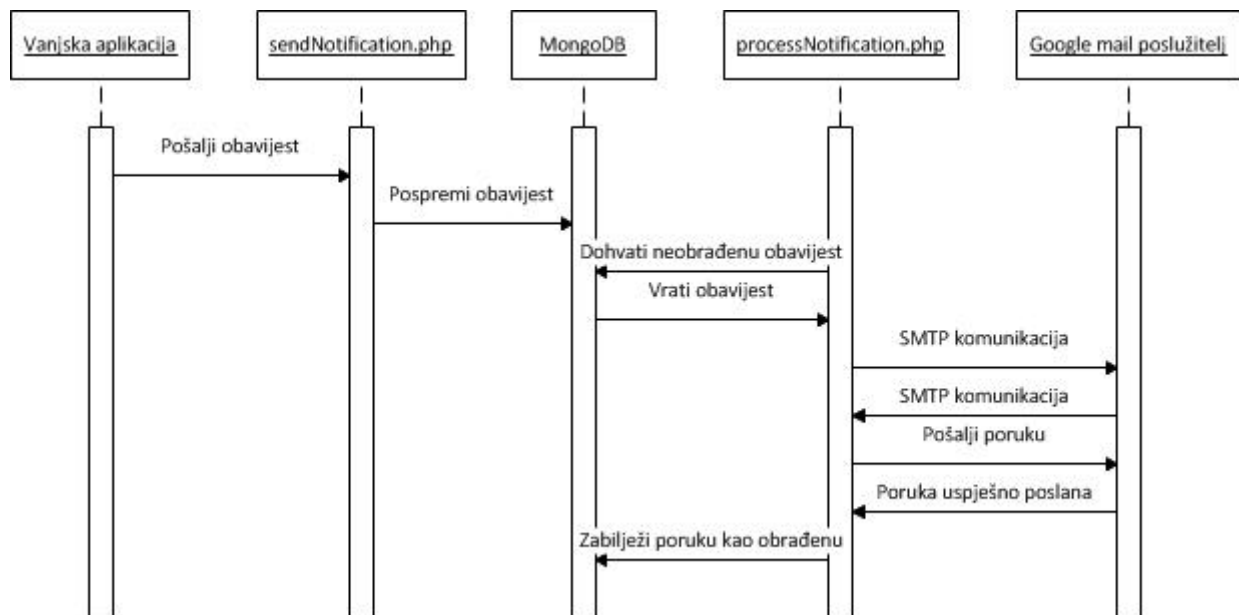 Vanjska aplikacija
sendNotification.php
MongoDB
processNotification.php
Google mail poslužitelj
Pošalji obavijest
Pospremi obavijest
Dohvati neobrađenu obavijest
Vrati obavijest
SMTP komunikacija
SMTP komunikacija
Pošalji poruku
Poruka uspješno poslana
Zabilježi poruku kao obrađenu